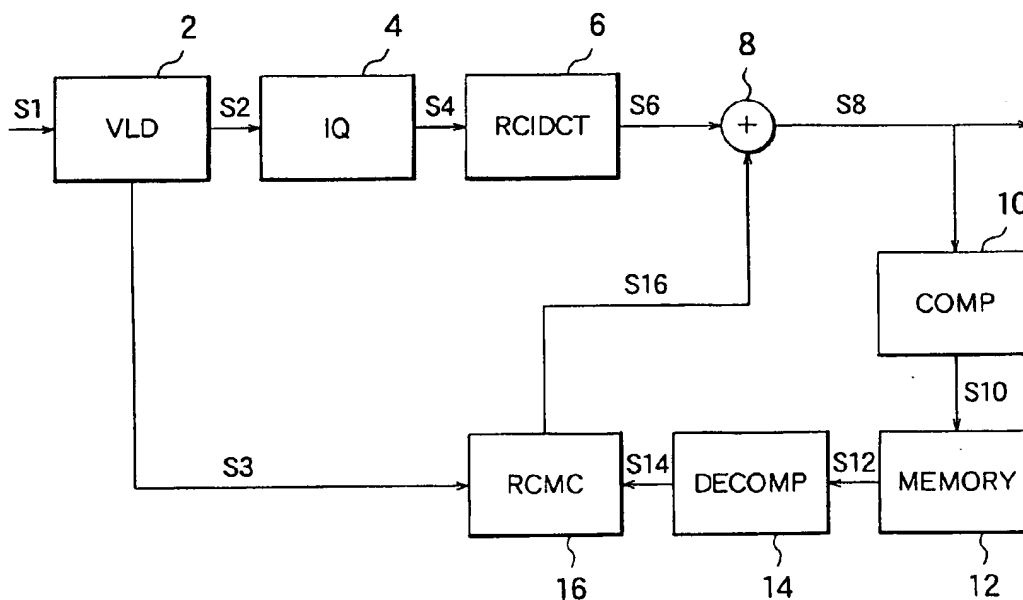 2
4
6
8
S1
VLD
S2
IQ
S4
RCIDCT
S6
+
S8
10
S16
COMP
S10
S3
RCMC
S14
DECOMP
S12
MEMORY
16
14
12